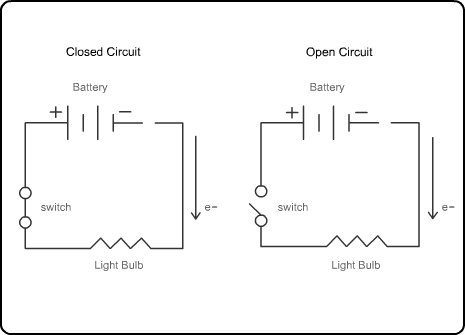 Closed Circuit
Battery
+ −
switch
e−
Light Bulb
Open Circuit
Battery
+ −
switch
e−
Light Bulb